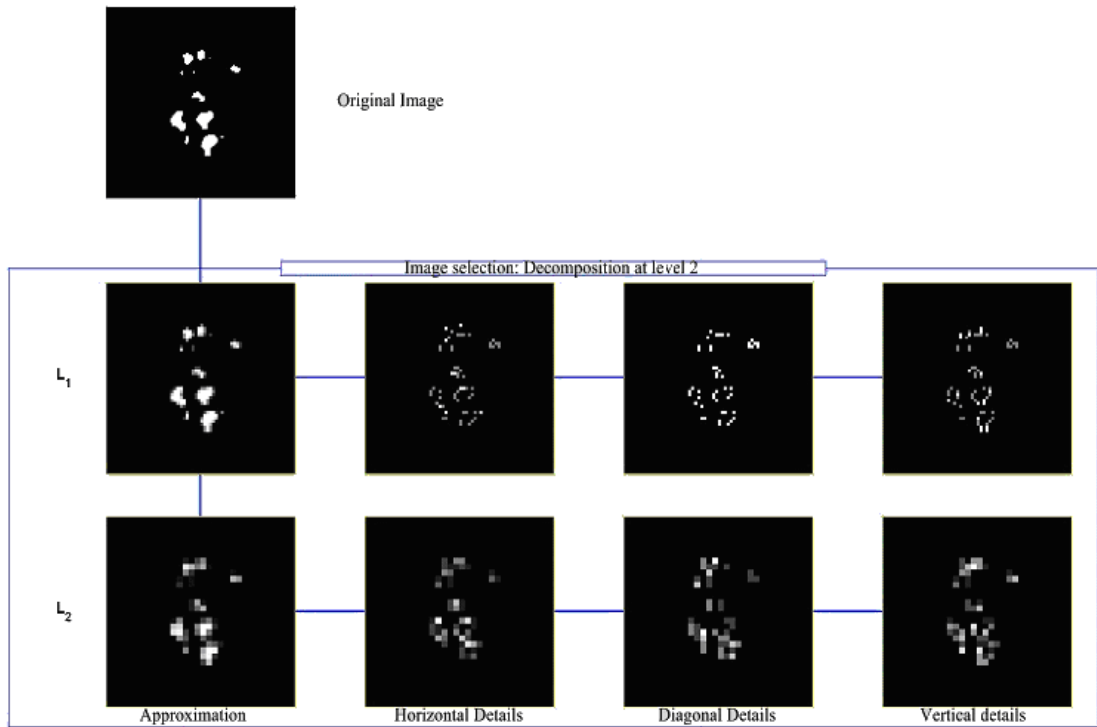 Original Image
Image selection: Decomposition at level 2
L1
L2
Approximation
Horizontal Details
Diagonal Details
Vertical details